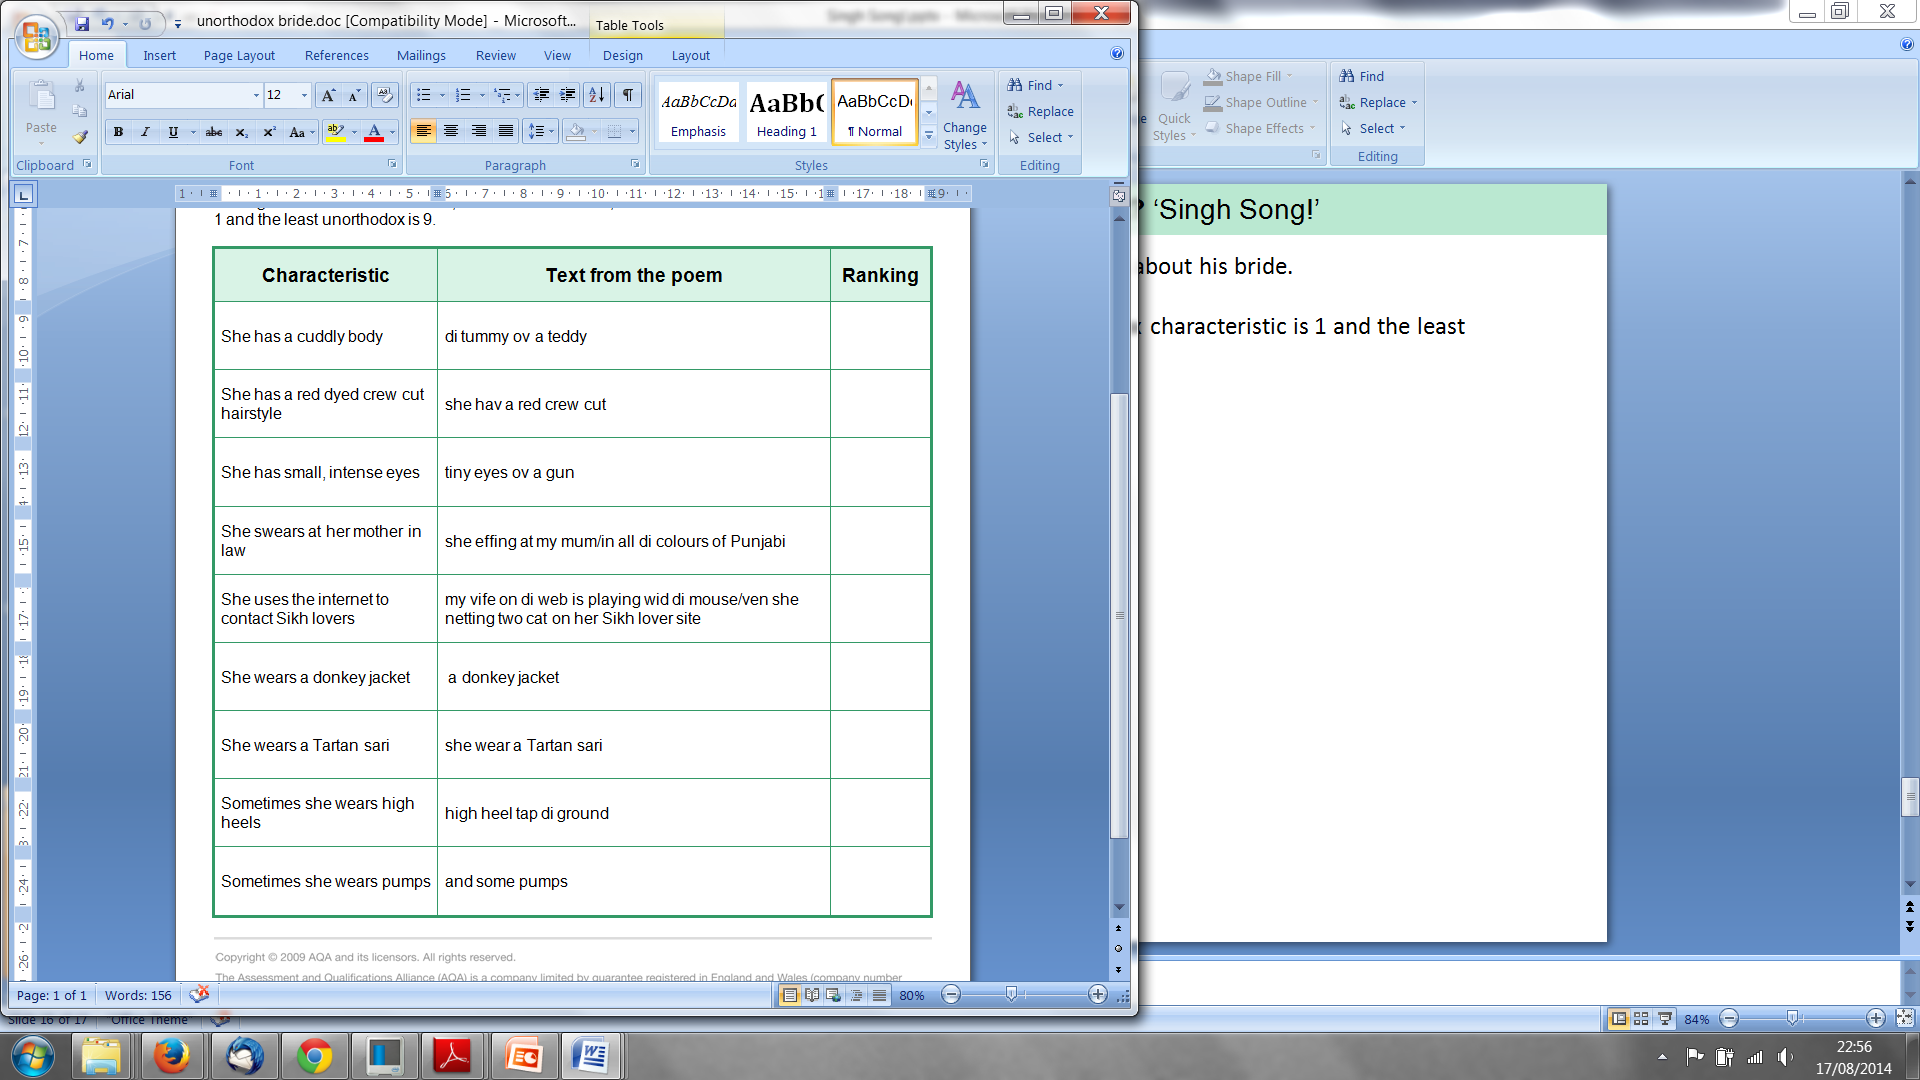 unorthodox bride.doc [Compatibility Mode] - Microsoft...
Table Tools
Home Insert Page Layout References Mailings Review View Design Layout
Paste
Clipboard
Arial
12
Font
Paragraph
AaBbCcDd
Emphasis
AaBb(
Heading 1
AaBbCcDd
¶ Normal
Change
Styles
Styles
Find
Replace
Select
Editing
Quick
Styles
Shape Fill
Shape Outline
Shape Effects
Find
Replace
Select
Editing
1 and the least unorthodox is 9.
Characteristic Text from the poem Ranking
She has a cuddly body
di tummy ov a teddy
She has a red dyed crew cut
hairstyle
she hav a red crew cut
She has small, intense eyes
tiny eyes ov a gun
She swears at her mother in
law
she effing at my mum/in all di colours of Punjabi
She uses the internet to
contact Sikh lovers
my vife on di web is playing wid di mouse/ven she
netting two cat on her Sikh lover site
She wears a donkey jacket
a donkey jacket
She wears a Tartan sari
she wear a Tartan sari
Sometimes she wears high
heels
high heel tap di ground
Sometimes she wears pumps
and some pumps
Copyright © 2009 AQA and its licensors. All rights reserved.
The Assessment and Qualifications Alliance (AQA) is a company limited by guarantee registered in England and Wales (company number
Page: 1 of 1 Words: 156
80%
? ‘Singh Song!’
about his bride.
characteristic is 1 and the least
Slide 16 of 17 Office Theme
84%
22:56
17/08/2014